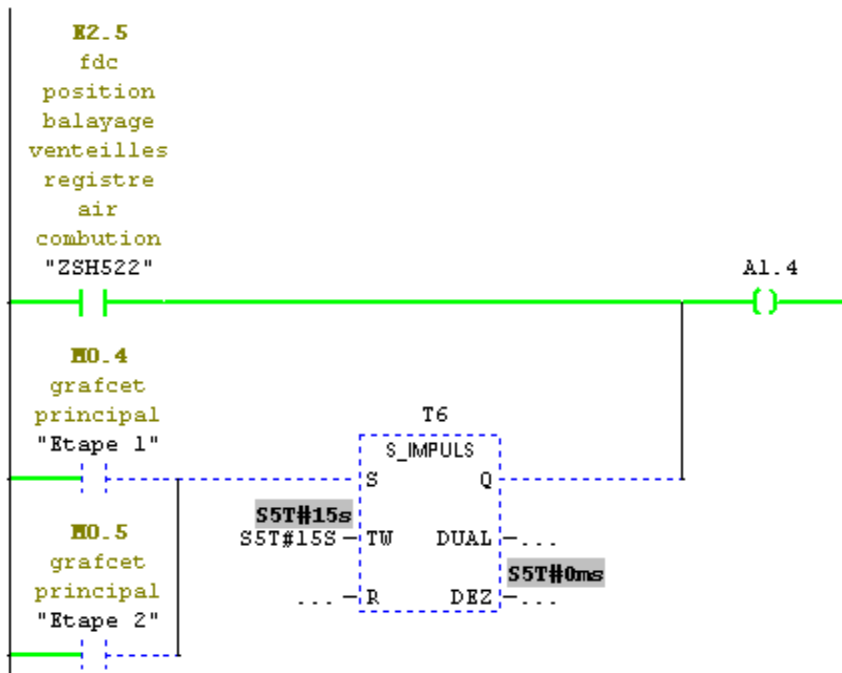 E2.5
fdc
position
balayage
venteilles
registre
air
combution
"ZSH522"
A1.4
M0.4
grafcet
principal
"Etape 1"
T6
S_IMPULS
S Q
S5T#15s
S5T#15S TW DUAL ...
S5T#0ms
... R DEZ ...
M0.5
grafcet
principal
"Etape 2"